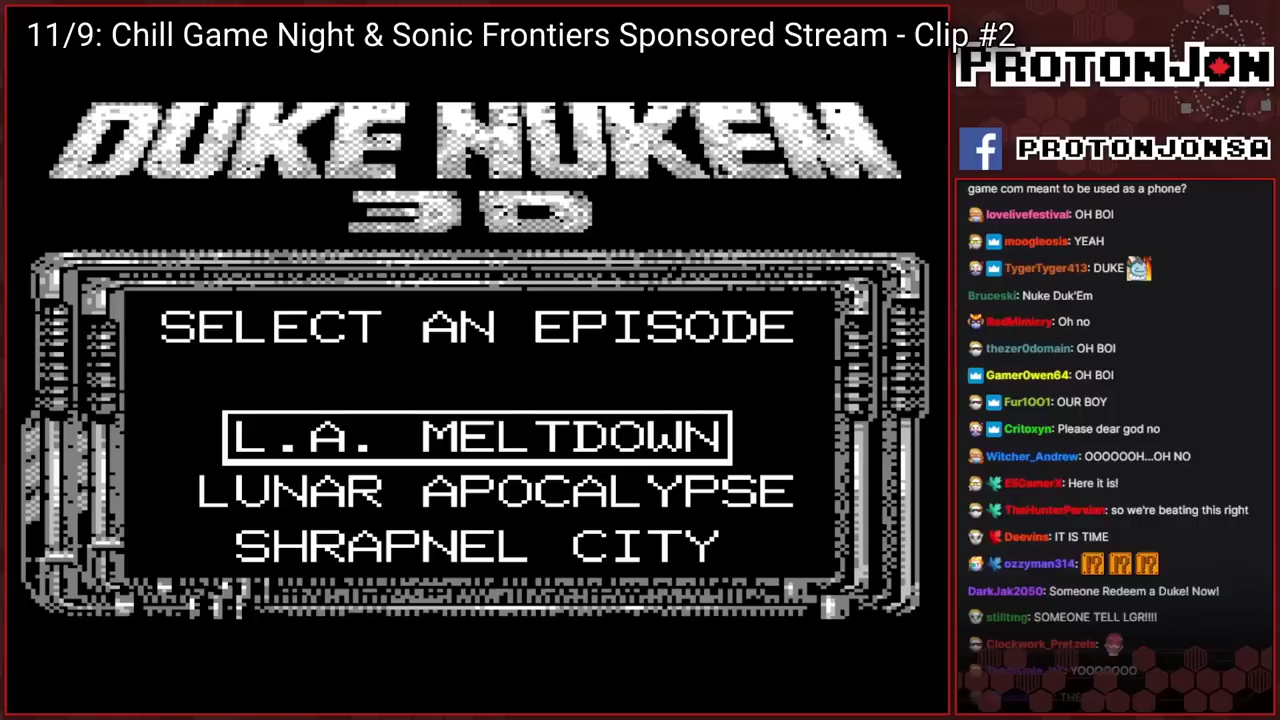 11/9: Chill Game Night & Sonic Frontiers Sponsored Stream - Clip #2
PROTONJON
f PROTONJONSA
DUKE NUKEM
3D
SELECT AN EPISODE
L.A. MELTDOWN
LUNAR APOCALYPSE
SHRAPNEL CITY
game com meant to be used as a phone?
lovelivefestival: OH BOI
moogleosis: YEAH
TygerTyger413: DUKE
Bruceski: Nuke Duk'Em
RedMimicry: Oh no
thezer0domain: OH BOI
Gamer0wen64: OH BOI
Fur1001: OUR BOY
Critoxyn: Please dear god no
Witcher_Andrew: OOOOOOH...OH NO
ESGamerX: Here it is!
TheHunterPersian: so we're beating this right
Deevins: IT IS TIME
ozzyman314: !? !? !?
DarkJak2050: Someone Redeem a Duke! Now!
stilltmg: SOMEONE TELL LGR!!!!
Clockwork_Pretzels:
YOOOOOOO